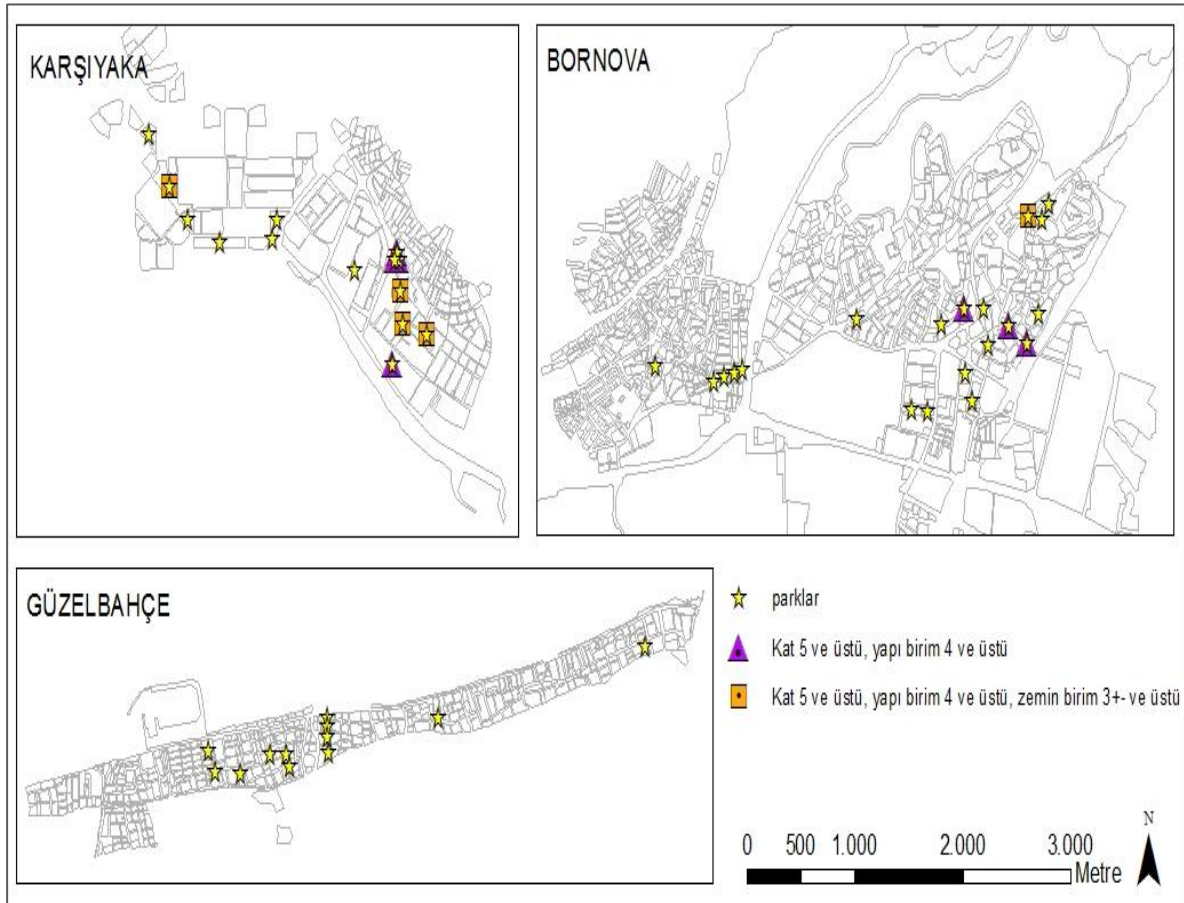 KARŞIYAKA
BORNOVA
GÜZELBAHÇE
parklar
Kat 5 ve üstü, yapı birim 4 ve üstü
Kat 5 ve üstü, yapı birim 4 ve üstü, zemin birim 3+- ve üstü
N
0 500 1.000 2.000 3.000
Metre